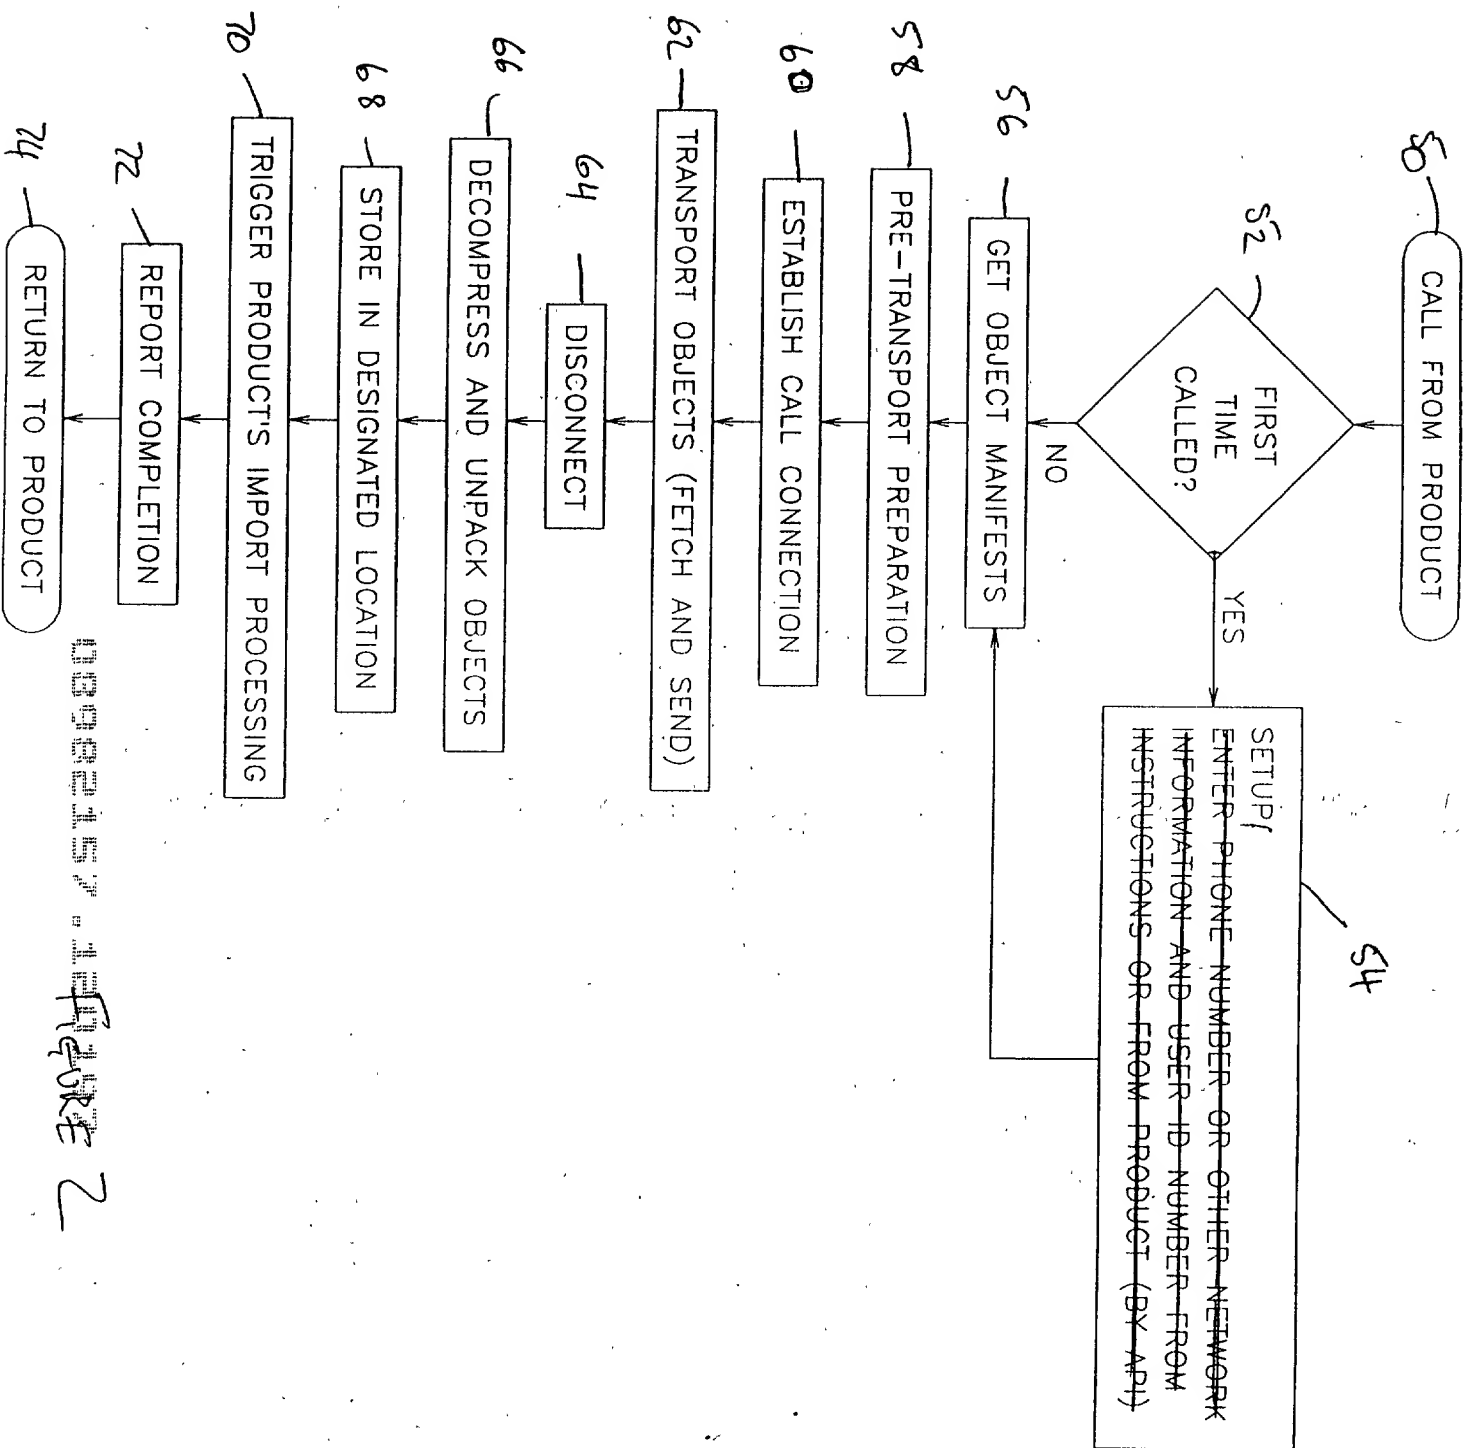 50
CALL FROM PRODUCT
52
FIRST
TIME
CALLED?
YES
NO
54
SETUP
ENTER PHONE NUMBER OR OTHER NETWORK
INFORMATION AND USER ID NUMBER FROM
INSTRUCTIONS OR FROM PRODUCT (BY API)
56
GET OBJECT MANIFESTS
58
PRE-TRANSPORT PREPARATION
60
ESTABLISH CALL CONNECTION
62
TRANSPORT OBJECTS (FETCH AND SEND)
64
DISCONNECT
66
DECOMPRESS AND UNPACK OBJECTS
68
STORE IN DESIGNATED LOCATION
70
TRIGGER PRODUCT'S IMPORT PROCESSING
72
REPORT COMPLETION
74
RETURN TO PRODUCT
08982157.120197
FIGURE 2